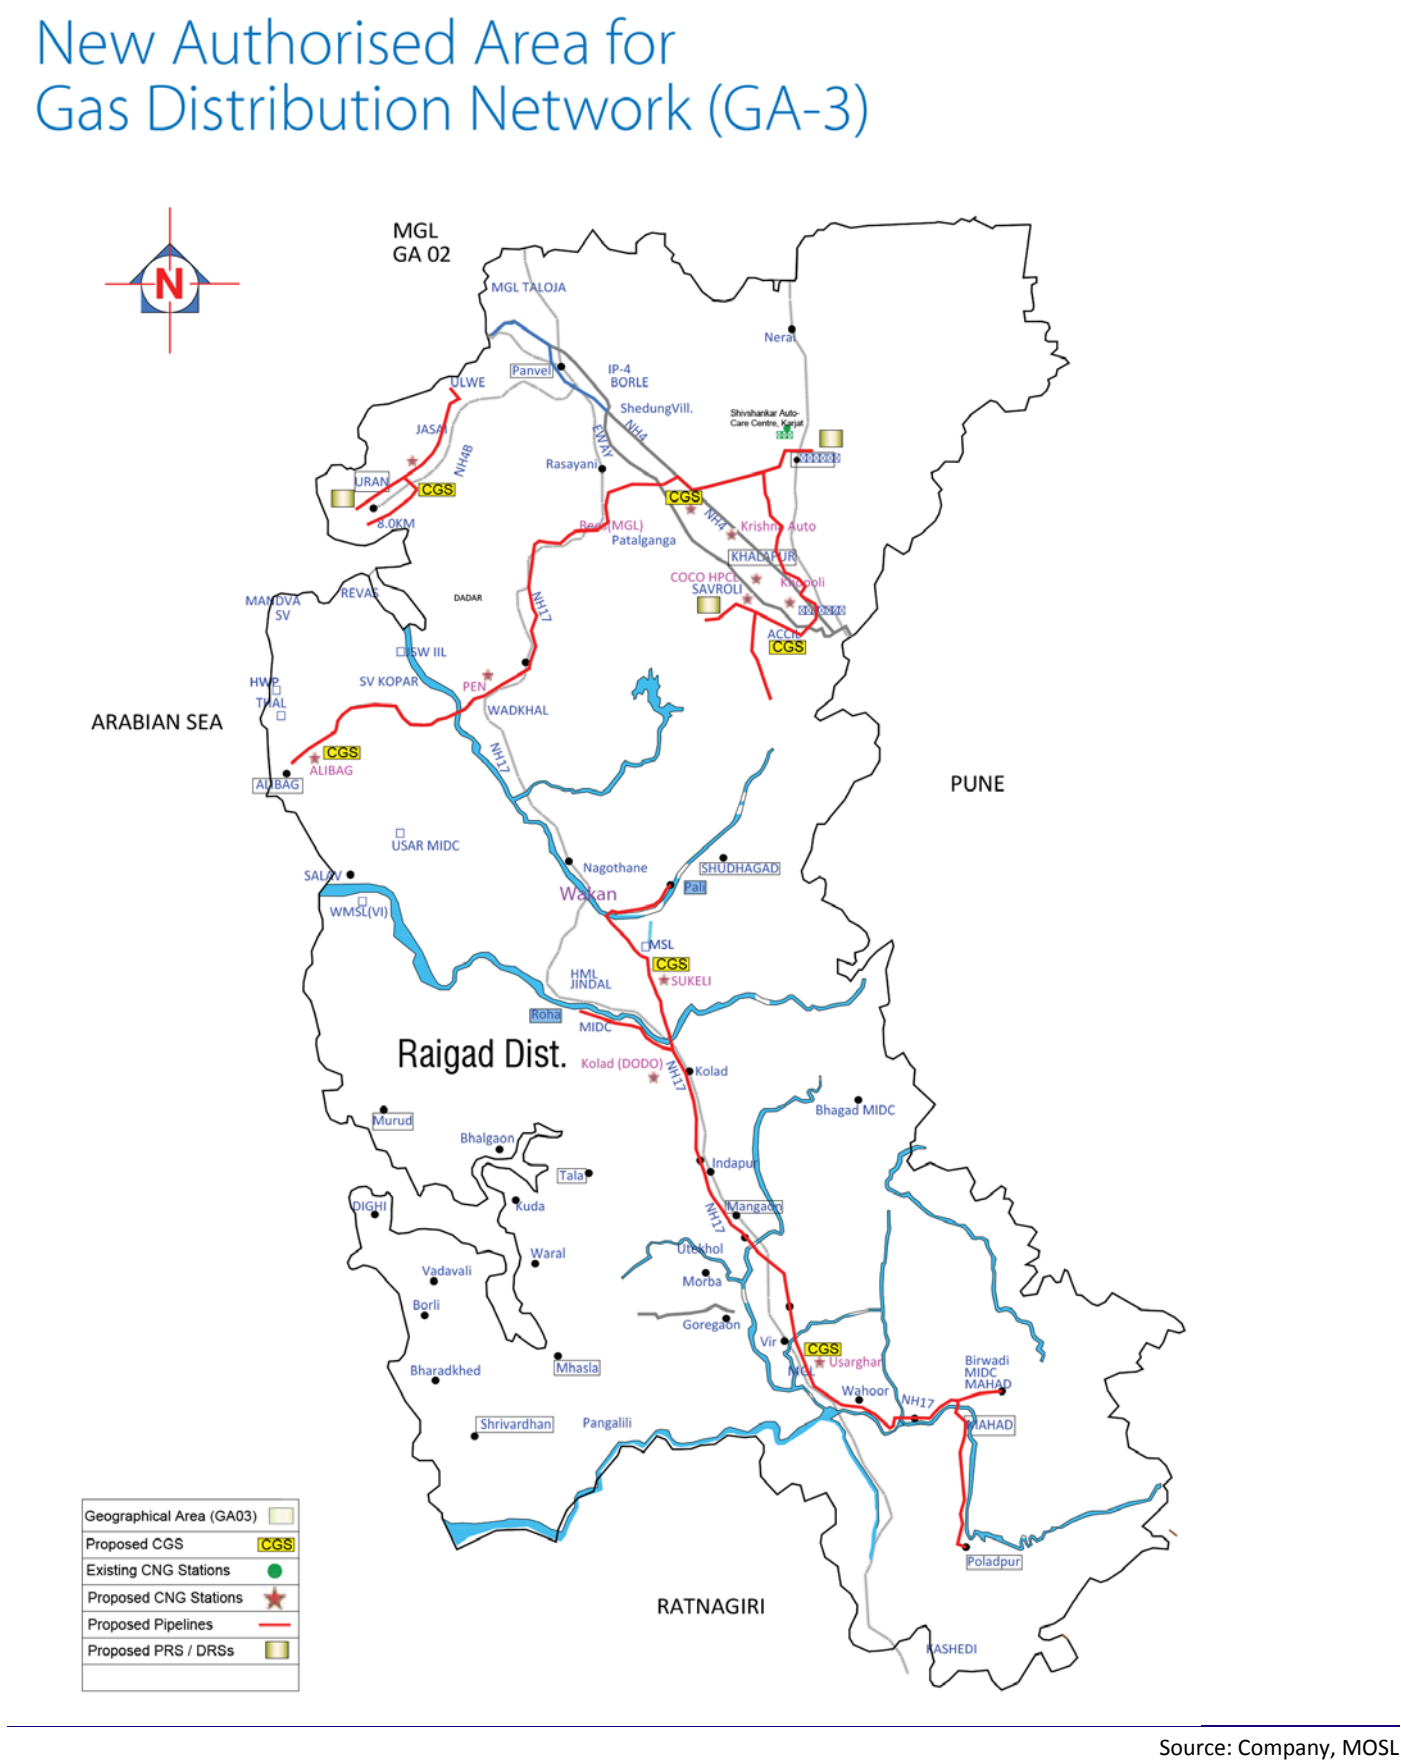 New Authorised Area for
Gas Distribution Network (GA-3)
MGL
GA 02
N
MGL TALOJA
Neral
Panvel
IP-4
BORLE
ULWE
ShedungVill.
Shivshankar Auto-
Care Centre, Karjat
JASAI
NH4
EWAY
NH4B
Rasayani
URAN
CGS
CGS
8.0KM
NH4
Krishna Auto
Patalganga
KHALAPUR
COCO HPCL
SAVROLI
Khopoli
REVAS
MANDVA
SV
DADAR
NH17
ACCIL
CGS
JSW IIL
HWP
THAL
SV KOPAR
PEN
WADKHAL
ARABIAN SEA
CGS
ALIBAG
ALIBAG
NH17
PUNE
USAR MIDC
SALAV
Nagothane
SHUDHAGAD
Wakan
Pali
WMSL(VI)
MSL
CGS
SUKELI
HML
JINDAL
Roha
MIDC
Raigad Dist.
Kolad (DODO)
NH17
Kolad
Murud
Bhagad MIDC
Bhalgaon
Tala
Indapur
DIGHI
Kuda
Mangaon
NH17
Waral
Utekhol
Vadavali
Morba
Borli
Goregaon
Vir
CGS
Usarghar
Mhasla
MGL
Bharadkhed
Wahoor
Birwadi
MIDC
MAHAD
NH17
MAHAD
Shrivardhan
Pangalili
Poladpur
RATNAGIRI
KASHEDI
Geographical Area (GA03)
Proposed CGS CGS
Existing CNG Stations
Proposed CNG Stations
Proposed Pipelines
Proposed PRS / DRSs
Source: Company, MOSL